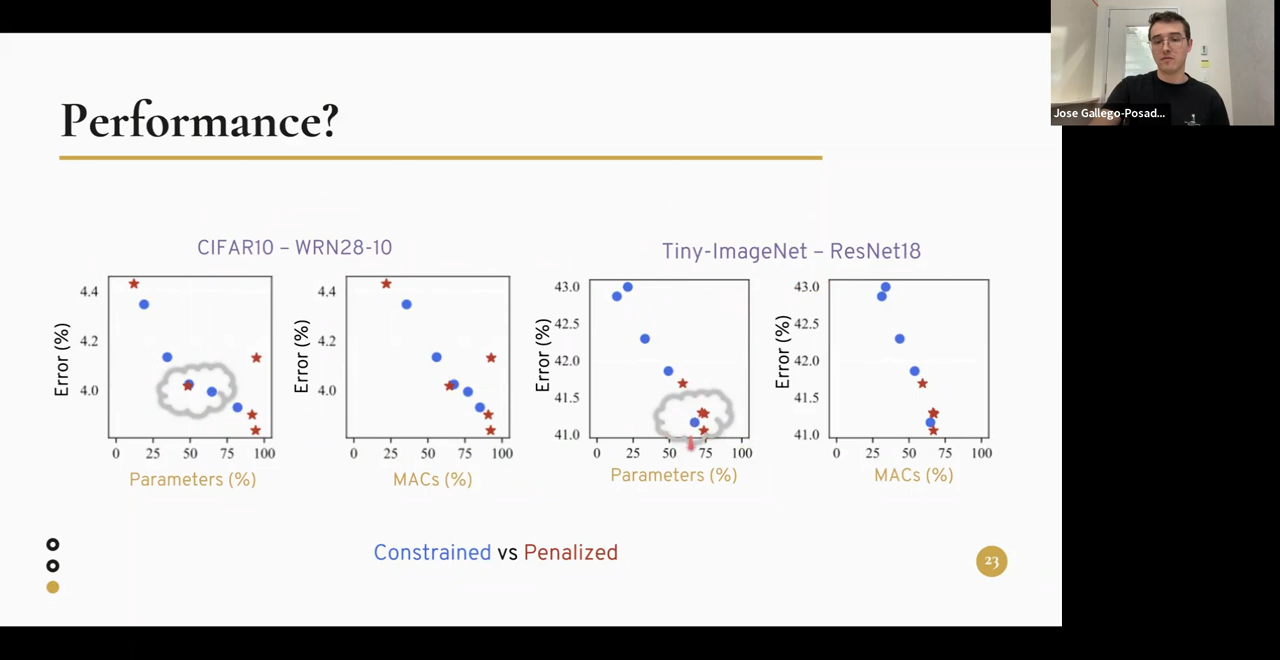 Performance?
Jose Gallego-Posad...
CIFAR10 – WRN28-10
Tiny-ImageNet – ResNet18
Error (%)
4.4
4.2
4.0
0 25 50 75 100
Parameters (%)
Error (%)
4.4
4.2
4.0
0 25 50 75 100
MACs (%)
Error (%)
43.0
42.5
42.0
41.5
41.0
0 25 50 75 100
Parameters (%)
Error (%)
43.0
42.5
42.0
41.5
41.0
0 25 50 75 100
MACs (%)
Constrained vs Penalized
23